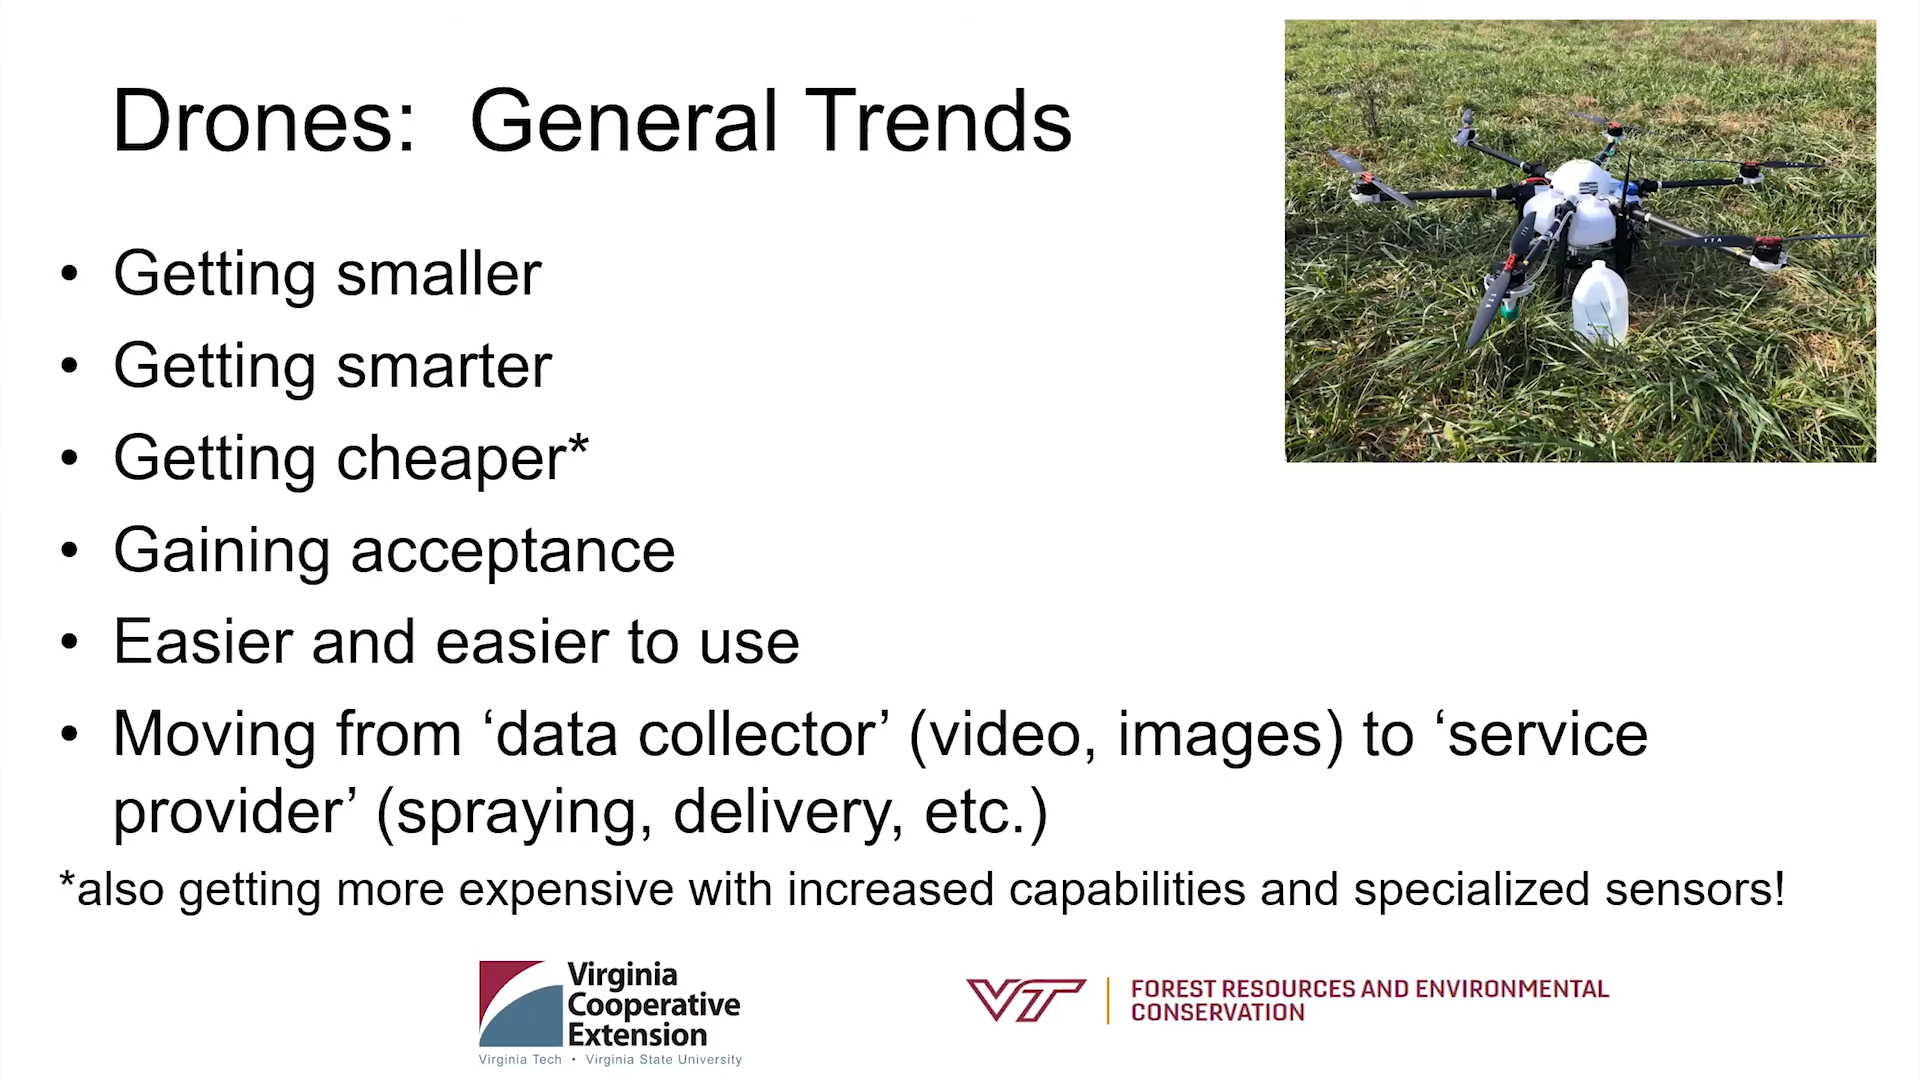 Drones: General Trends
• Getting smaller
• Getting smarter
• Getting cheaper*
• Gaining acceptance
• Easier and easier to use
• Moving from ‘data collector’ (video, images) to ‘service
provider’ (spraying, delivery, etc.)
*also getting more expensive with increased capabilities and specialized sensors!
TTA
TTA
Virginia
Cooperative
Extension
Virginia Tech • Virginia State University
VT
FOREST RESOURCES AND ENVIRONMENTAL
CONSERVATION